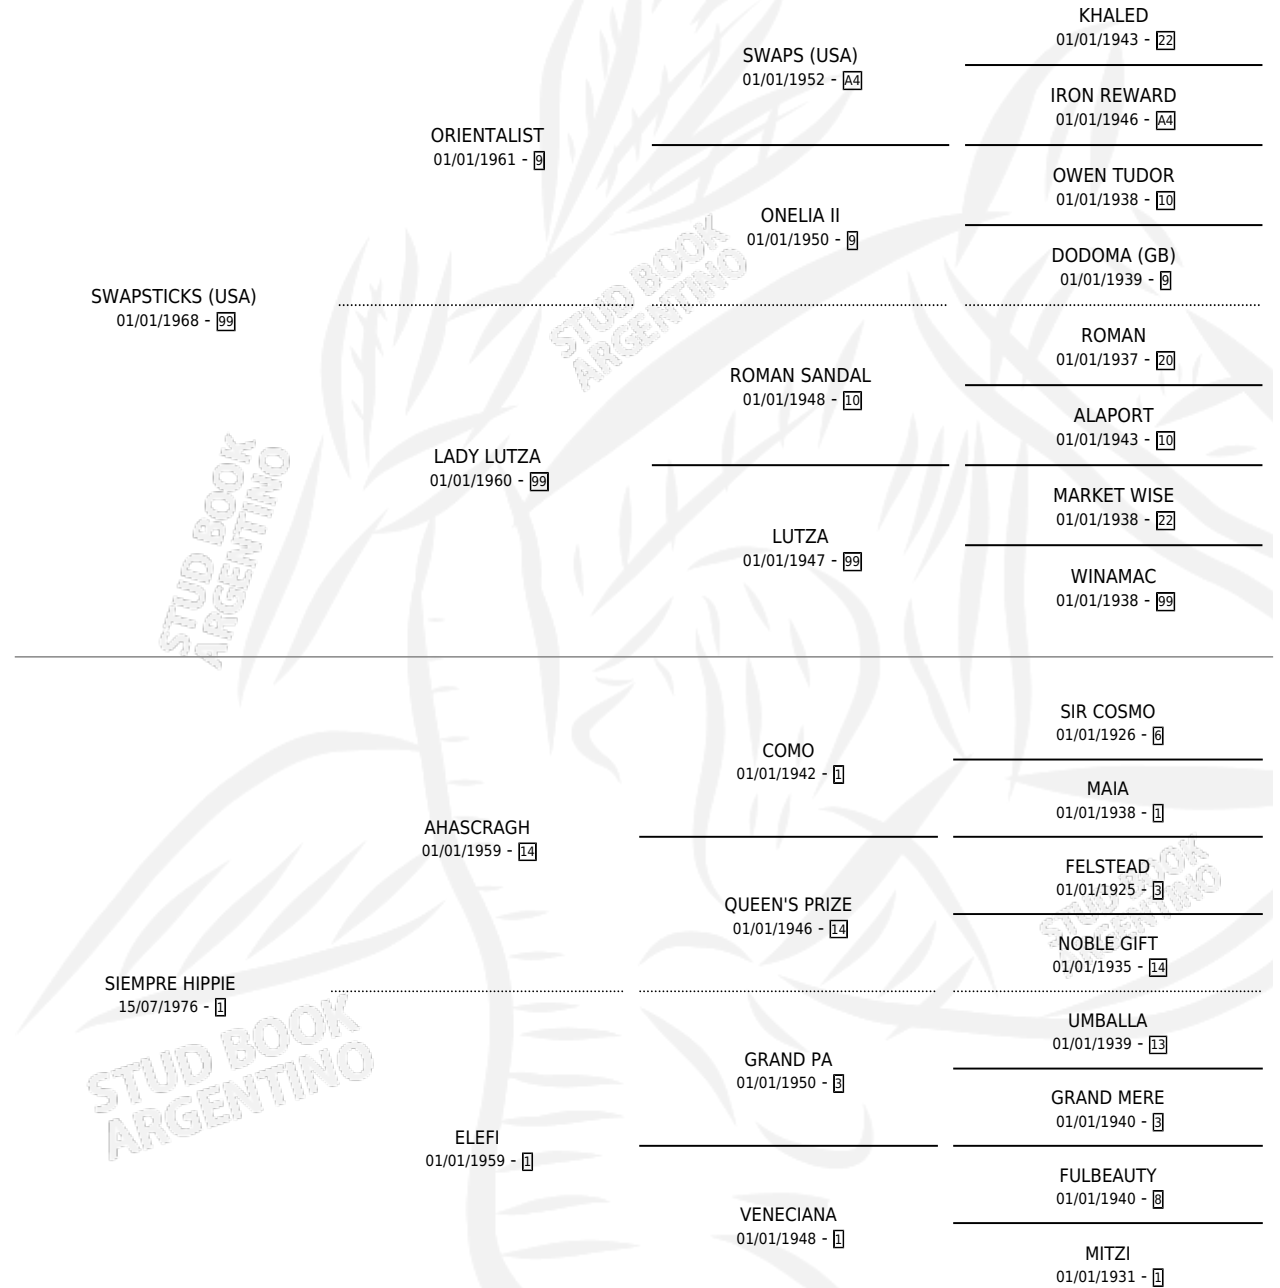 KHALED
01/01/1943 - 22
SWAPS (USA)
01/01/1952 - A4
IRON REWARD
01/01/1946 - A4
ORIENTALIST
01/01/1961 - 9
OWEN TUDOR
01/01/1938 - 10
ONELIA II
01/01/1950 - 9
DODOMA (GB)
01/01/1939 - 9
STUD BOOK
ARGENTINO
SWAPSTICKS (USA)
01/01/1968 - 99
ROMAN
01/01/1937 - 20
ROMAN SANDAL
01/01/1948 - 10
ALAPORT
01/01/1943 - 10
LADY LUTZA
01/01/1960 - 99
MARKET WISE
01/01/1938 - 22
LUTZA
01/01/1947 - 99
WINAMAC
01/01/1938 - 99
STUD BOOK
ARGENTINO
SIR COSMO
01/01/1926 - 6
COMO
01/01/1942 - 1
MAIA
01/01/1938 - 1
AHASCRAGH
01/01/1959 - 14
FELSTEAD
01/01/1925 - 3
QUEEN'S PRIZE
01/01/1946 - 14
STUD BOOK
ARGENTINO
NOBLE GIFT
01/01/1935 - 14
SIEMPRE HIPPIE
15/07/1976 - 1
UMBALLA
01/01/1939 - 13
GRAND PA
01/01/1950 - 3
STUD BOOK
ARGENTINO
GRAND MERE
01/01/1940 - 3
ELEFI
01/01/1959 - 1
FULBEAUTY
01/01/1940 - 8
VENECIANA
01/01/1948 - 1
MITZI
01/01/1931 - 1